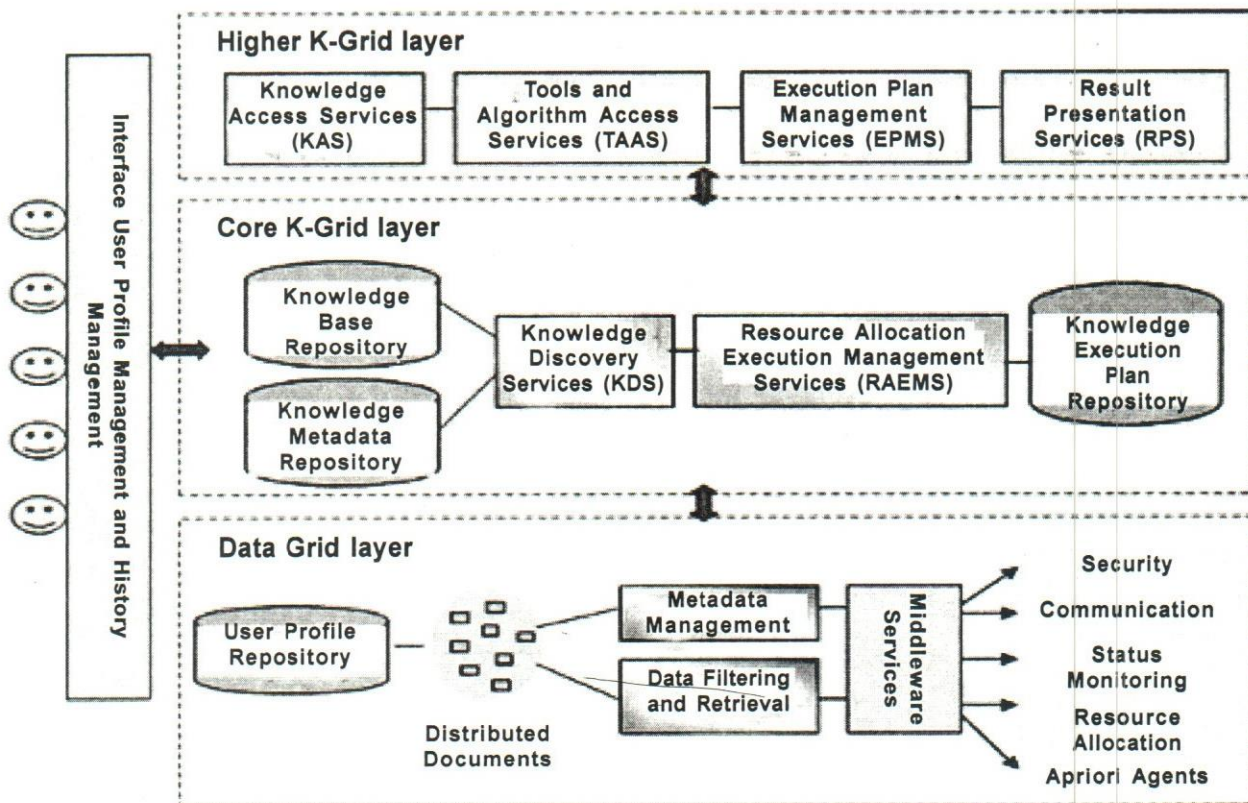 Interface User Profile Management and History
Management
Higher K-Grid layer
Knowledge
Access Services
(KAS)
Tools and
Algorithm Access
Services (TAAS)
Execution Plan
Management
Services (EPMS)
Result
Presentation
Services (RPS)
Core K-Grid layer
Knowledge
Base
Repository
Knowledge
Metadada
Repository
Knowledge
Discovery
Services (KDS)
Resource Allocation
Execution Management
Services (RAEMS)
Knowledge
Execution
Plan
Repository
Data Grid layer
User Profile
Repository
Distributed
Documents
Metadata
Management
Data Filtering
and Retrieval
Middleware
Services
Security
Communication
Status
Monitoring
Resource
Allocation
Apriori Agents